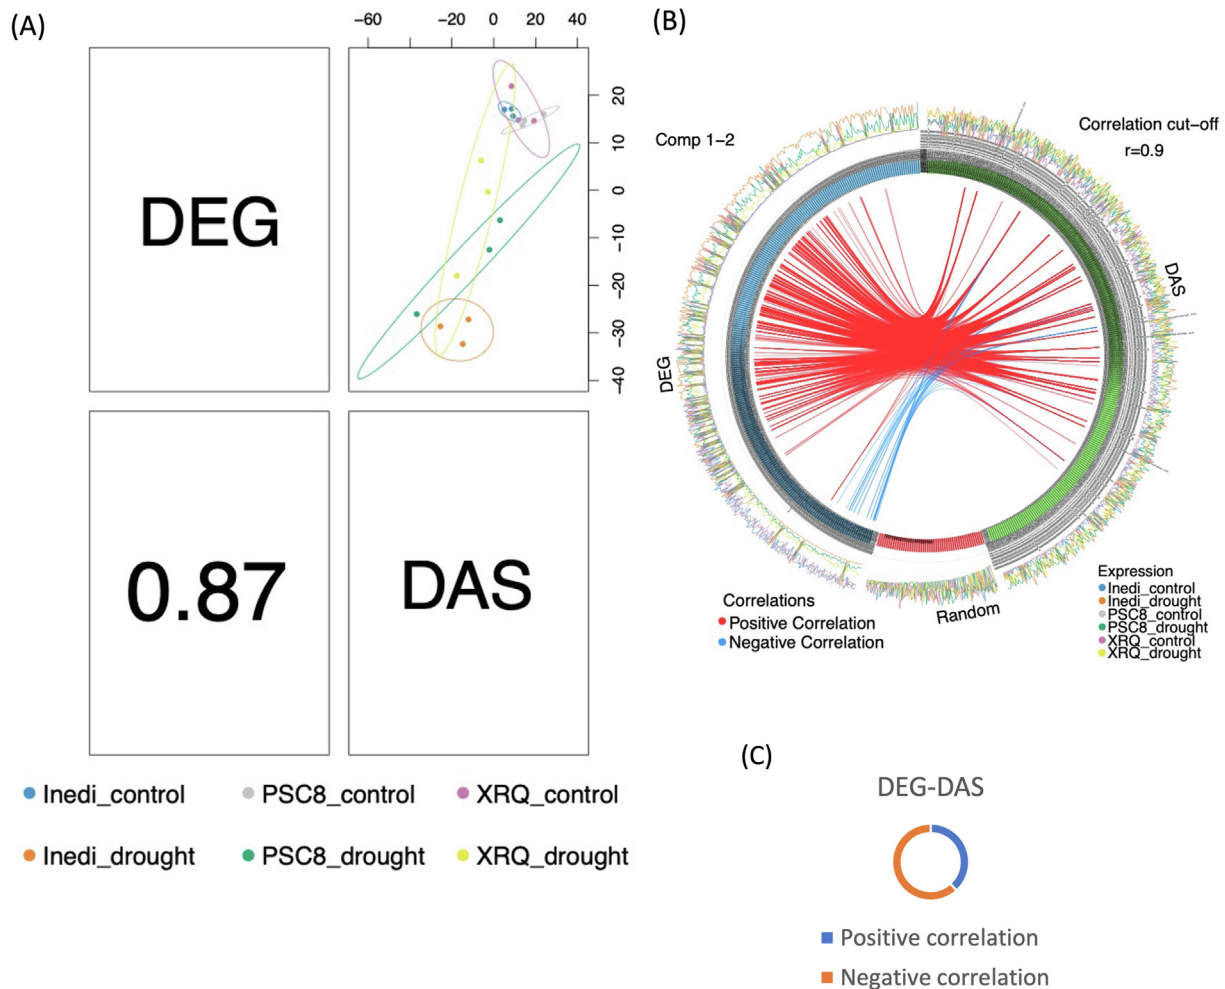 (A)
-60
-20
0
20
40
DEG
20
10
0
-10
-20
-30
-40
0.87
DAS
Inedi_control
PSC8_control
XRQ_control
Inedi_drought
PSC8_drought
XRQ_drought
(B)
Comp 1-2
Correlation cut-off
r=0.9
DEG
DAS
Random
Correlations
Positive Correlation
Negative Correlation
Expression
Inedi_control
Inedi_drought
PSC8_control
PSC8_drought
XRQ_control
XRQ_drought
(C)
DEG-DAS
Positive correlation
Negative correlation